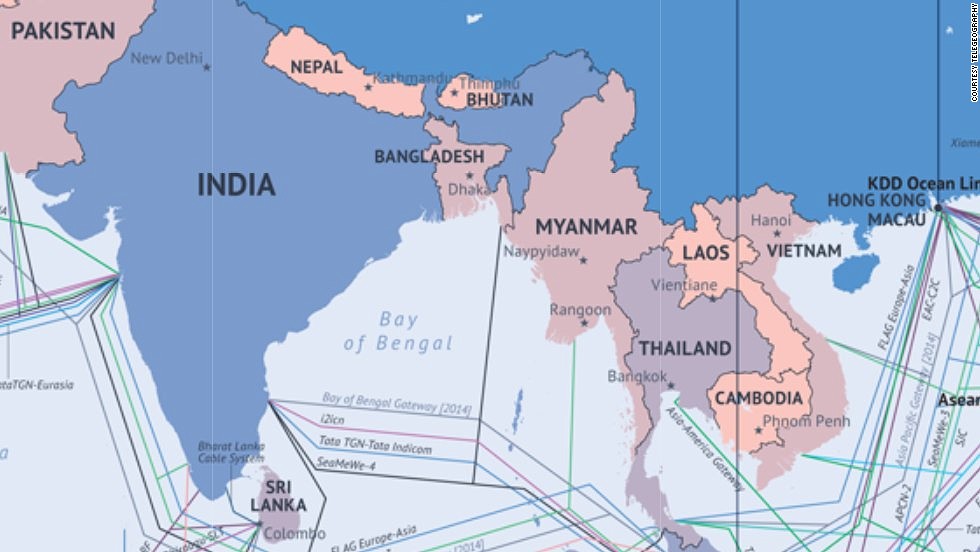 COURTESY TELEGEOGRAPHY
PAKISTAN
New Delhi
NEPAL
Kathmandu
Thimphu
BHUTAN
BANGLADESH
Dhaka
INDIA
MYANMAR
Naypyidaw
Rangoon
LAOS
Vientiane
Hanoi
VIETNAM
KDD Ocean Lin
HONG KONG
MACAU
Xiame
THAILAND
Bangkok
CAMBODIA
Phnom Penh
Bay
of Bengal
Bay of Bengal Gateway [2014]
i2icn
Tata TGN-Tata Indicom
SeaMeWe-4
Bharat Lanka
Cable System
SRI
LANKA
Colombo
ataTGN-Eurasia
FLAG Europe-Asia
Asia-America Gateway
FLAG Europe-Asia
EAC-C2C
Asia Pacific Gateway [2014]
SeaMeWe-3
SJC
APCN-2
Asean
Tat
[2014]